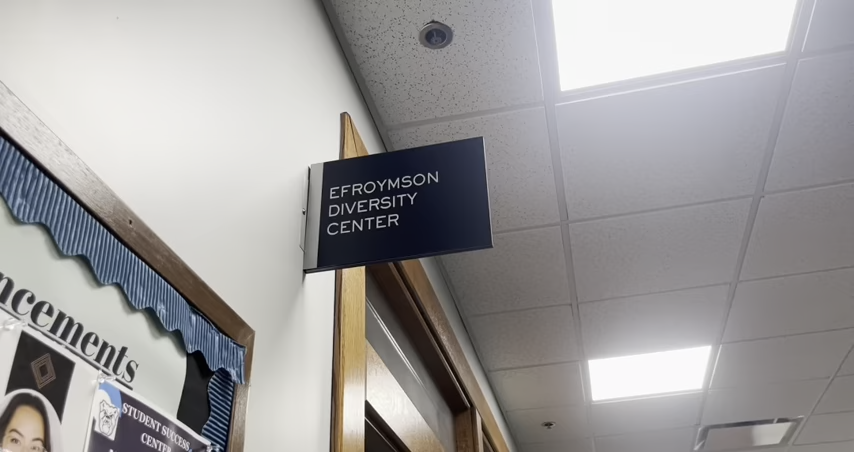 EFROYMSON
DIVERSITY
CENTER
ncements
STUDENT SUCCESS
CENTER